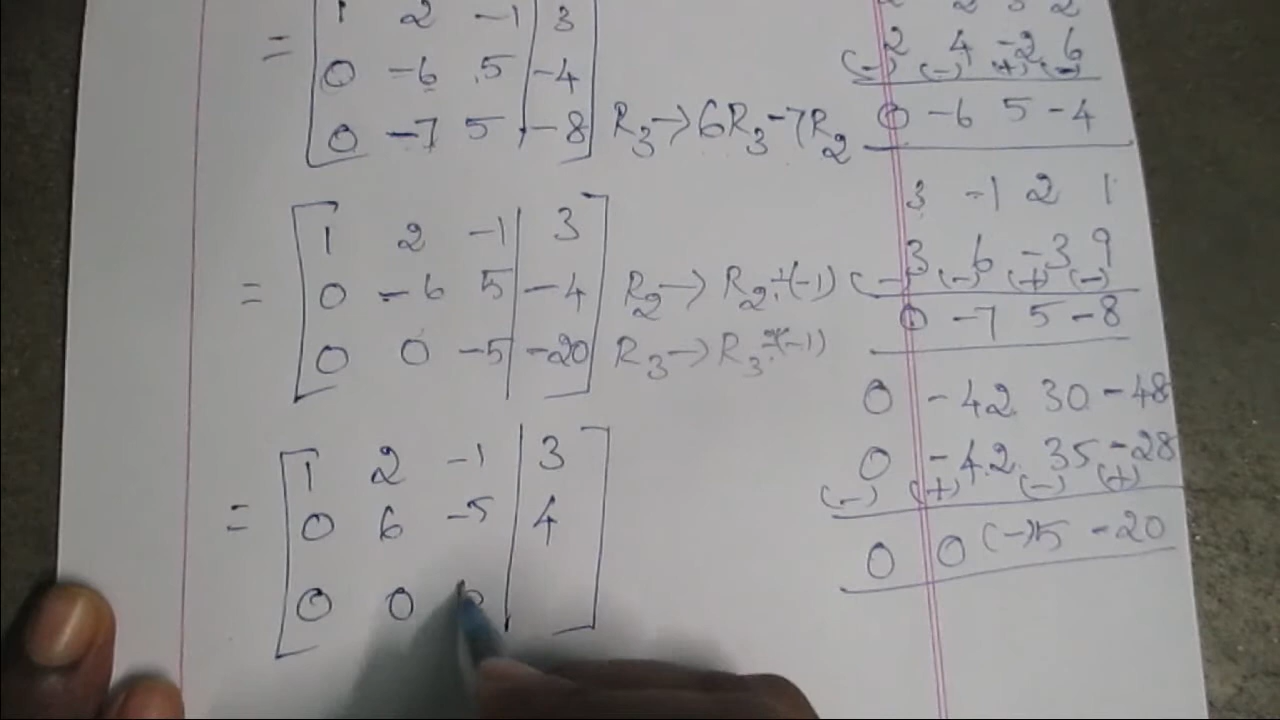 1 2 -1 | 3
= 0 -6 5 | -4
0 -7 5 | -8 R3→6R3-7R2
1 2 -1 | 3
= 0 -6 5 | -4 R2→R2÷(-1)
0 0 -5 | -20 R3→R3÷(-1)
1 2 -1 | 3
= 0 6 -5 | 4
0 0
2 4 -2 6
(-) (-) (+) (-)
0 -6 5 -4
3 -1 2 1
3 6 -3 9
(-) (-) (+) (-)
0 -7 5 -8
0 -42 30 -48
0 -42 35 -28
(-) (+) (-) (+)
0 0 (-)5 -20